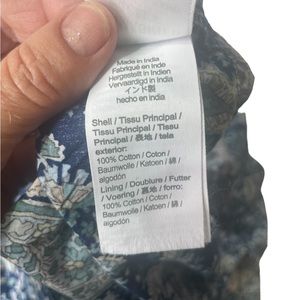 Made in India
Fabriqué en Inde
Hergestellt in Indien
Vervaardigd in India
インド製
hecho en india
Shell / Tissu Principal /
Tissu Principal / Tissu
Principal / 表地 / tela
exterior:
100% Cotton / Coton /
Baumwolle / Katoen / 綿 /
algodón
Lining / Doublure / Futter
/ Voering / 裏地 / forro:
100% Cotton / Coton /
Baumwolle / Katoen / 綿 /
algodón